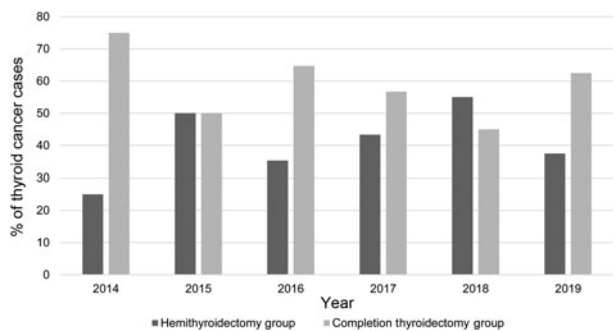 % of thyroid cancer cases
80
70
60
50
40
30
20
10
0
2014 2015 2016 2017 2018 2019
Year
Hemithyroidectomy group Completion thyroidectomy group